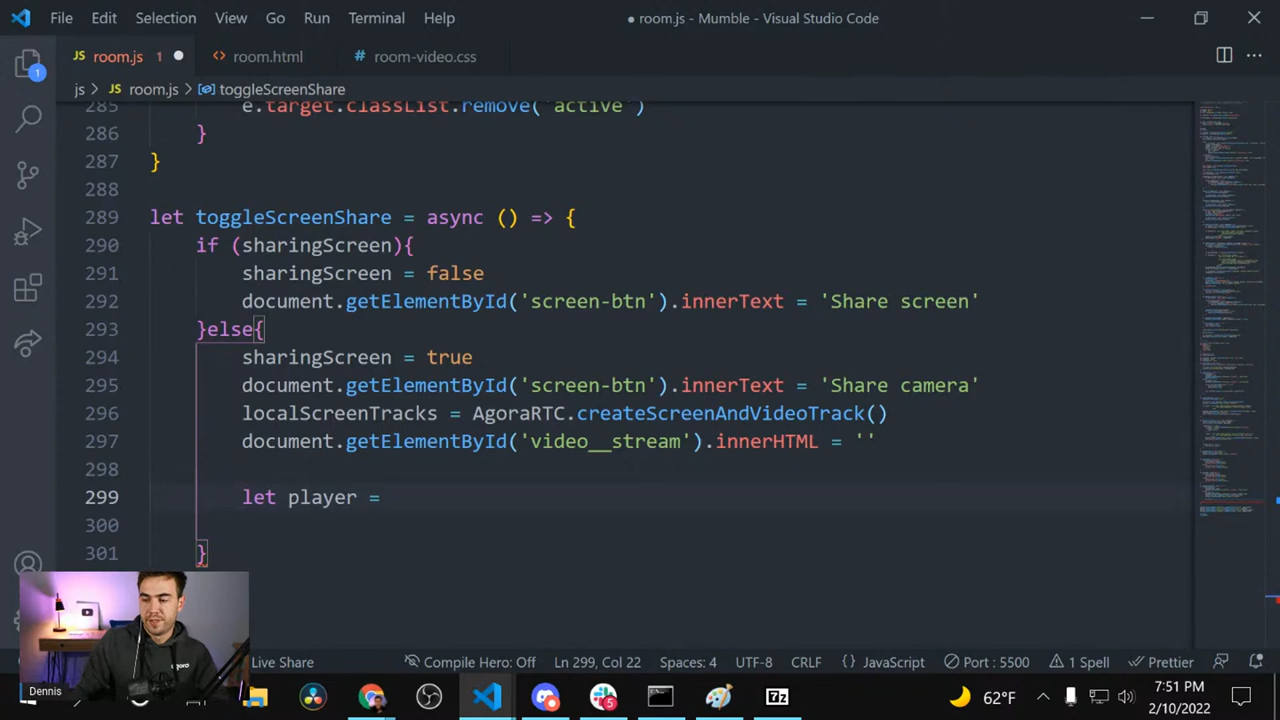 File Edit Selection View Go Run Terminal Help
room.js - Mumble - Visual Studio Code
JS room.js 1
room.html
# room-video.css
js > JS room.js > toggleScreenShare
285 e.target.classList.remove('active')
286 }
287 }
288
289 let toggleScreenShare = async () => {
290 if (sharingScreen){
291 sharingScreen = false
292 document.getElementById('screen-btn').innerText = 'Share screen'
293 }else{
294 sharingScreen = true
295 document.getElementById('screen-btn').innerText = 'Share camera'
296 localScreenTracks = AgoraRTC.createScreenAndVideoTrack()
297 document.getElementById('video__stream').innerHTML = ''
298
299 let player =
300
301 }
1
agora
Dennis
Live Share
Compile Hero: Off
Ln 299, Col 22
Spaces: 4
UTF-8
CRLF
{} JavaScript
Port : 5500
1 Spell
Prettier
5
7z
62°F
7:51 PM
2/10/2022